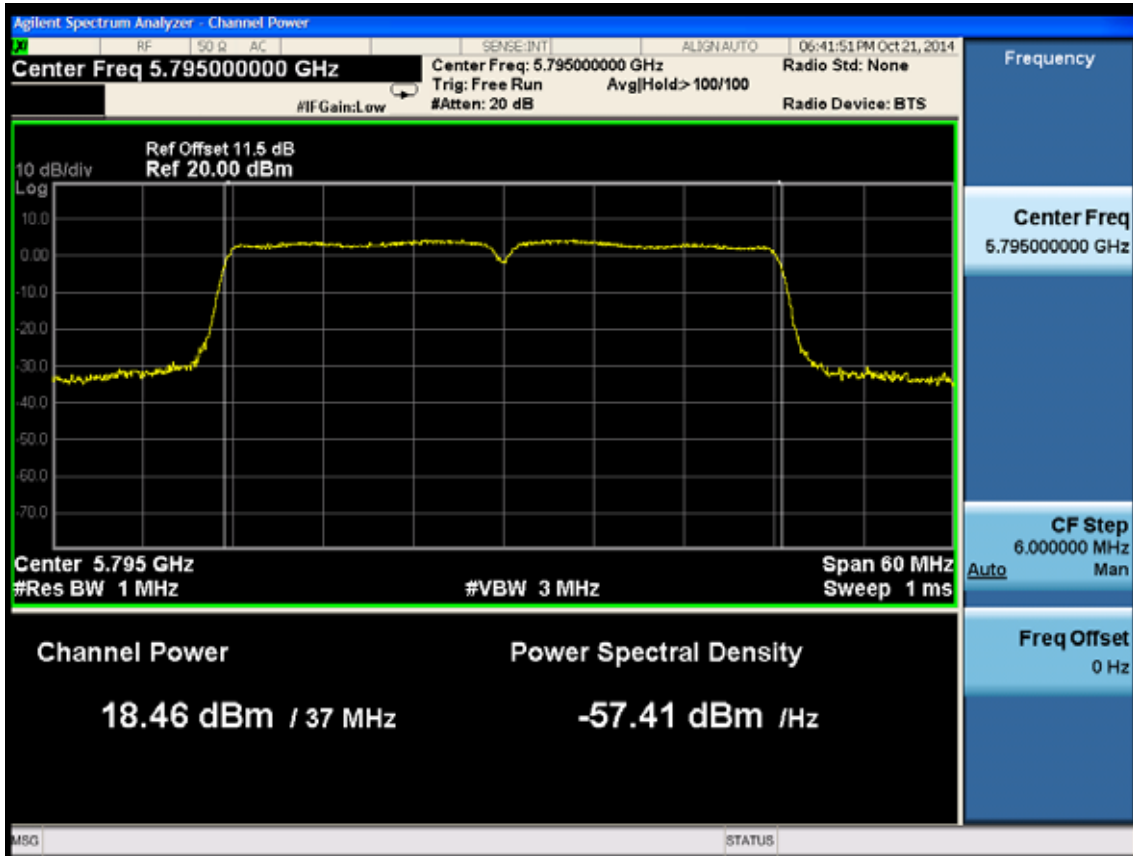 Agilent Spectrum Analyzer - Channel Power
LXI RF 50 Ω AC SENSE:INT ALIGN AUTO 06:41:51 PM Oct 21, 2014
Center Freq 5.795000000 GHz
Center Freq: 5.795000000 GHz
Radio Std: None
Trig: Free Run Avg|Hold:> 100/100
#IFGain:Low
#Atten: 20 dB
Radio Device: BTS
Ref Offset 11.5 dB
10 dB/div Ref 20.00 dBm
Log
10.0
0.00
-10.0
-20.0
-30.0
-40.0
-50.0
-60.0
-70.0
Center 5.795 GHz Span 60 MHz
#Res BW 1 MHz #VBW 3 MHz Sweep 1 ms
Channel Power Power Spectral Density
18.46 dBm / 37 MHz -57.41 dBm /Hz
Frequency
Center Freq
5.795000000 GHz
CF Step
6.000000 MHz
Auto Man
Freq Offset
0 Hz
MSG STATUS